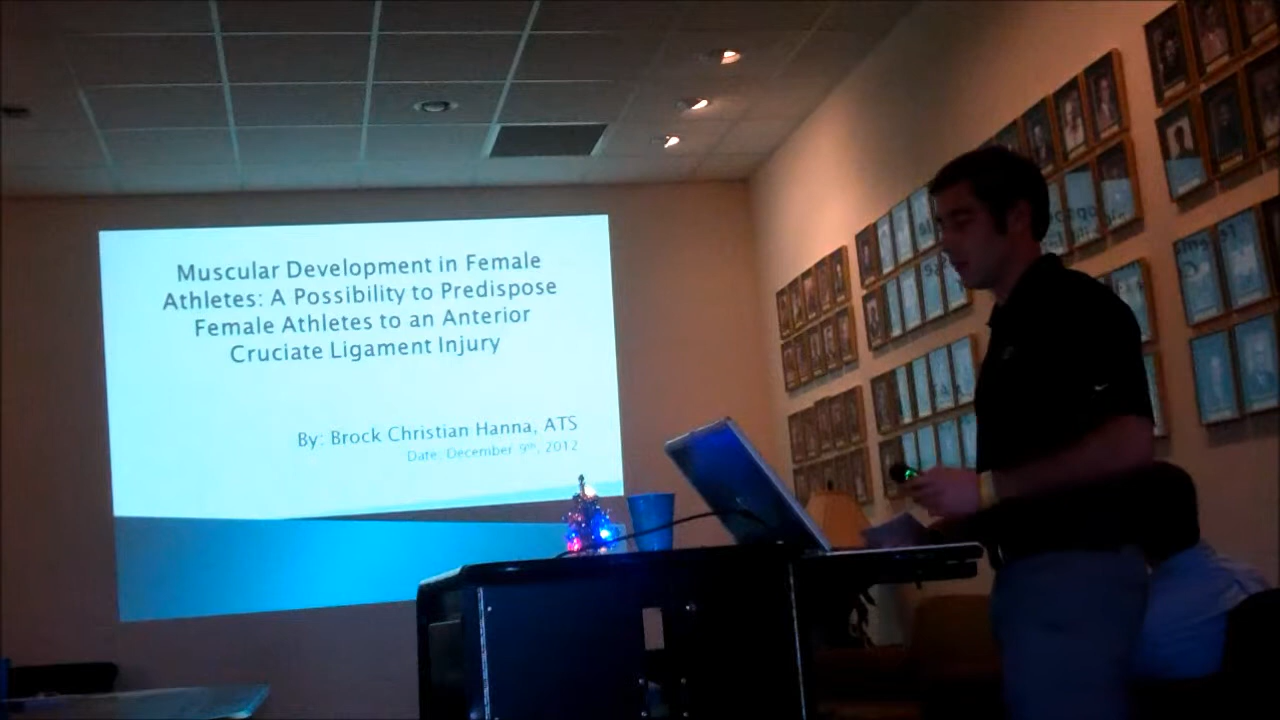 Muscular Development in Female
Athletes: A Possibility to Predispose
Female Athletes to an Anterior
Cruciate Ligament Injury
By: Brock Christian Hanna, ATS
Date: December 9th, 2012